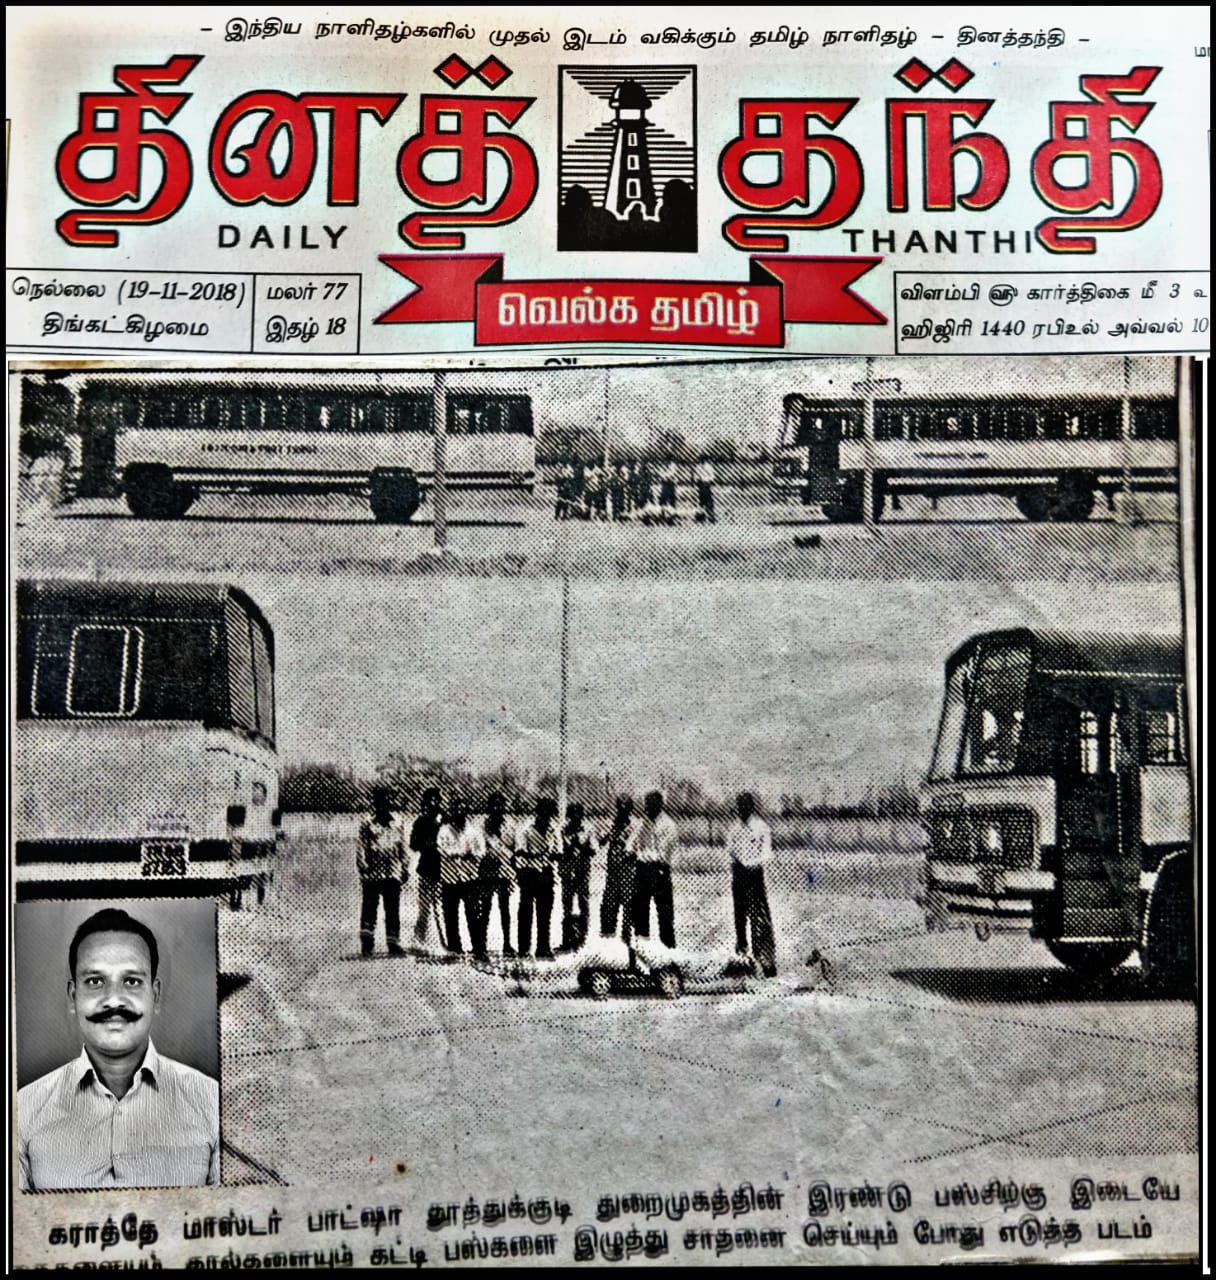 – இந்திய நாளிதழ்களில் முதல் இடம் வகிக்கும் தமிழ் நாளிதழ் – தினத்தந்தி –
தினத் தந்தி
DAILY THANTHI
நெல்லை (19-11-2018)
திங்கட்கிழமை
மலர் 77
இதழ் 18
வெல்க தமிழ்
விளம்பி ௵ கார்த்திகை மீ 3
ஹிஜிரி 1440 ரபிஉல் அவ்வல் 10
கராத்தே மாஸ்டர் பாட்ஷா தூத்துக்குடி துறைமுகத்தின் இரண்டு பஸ்சிற்கு இடையே
கால்களையும் கட்டி பஸ்களை இழுத்து சாதனை செய்யும் போது எடுத்த படம்